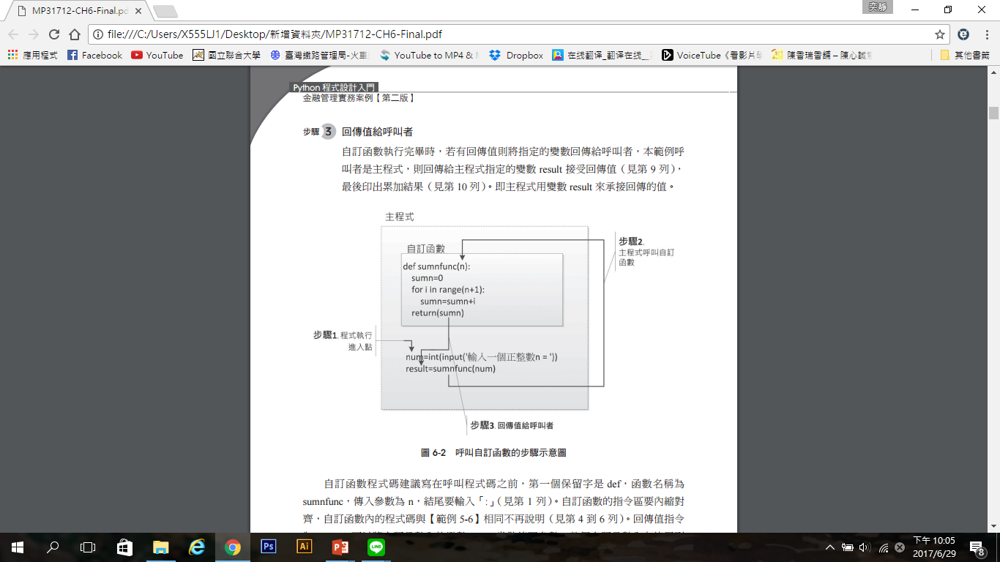 MP31712-CH6-Final.pd
奕靜
file:///C:/Users/X555LJ1/Desktop/新增資料夾/MP31712-CH6-Final.pdf
應用程式 Facebook YouTube 國立聯合大學 臺灣鐵路管理局-火車 YouTube to MP4 & Dropbox 在线翻译_翻译在线_ VoiceTube《看影片學 陳香瑞香舖 – 陳心誠 其他書籤
Python 程式設計入門
金融管理實務案例【第二版】
步驟 3 回傳值給呼叫者
自訂函數執行完畢時，若有回傳值則將指定的變數回傳給呼叫者，本範例呼
叫者是主程式，則回傳給主程式指定的變數 result 接受回傳值（見第 9 列），
最後印出累加結果（見第 10 列）。即主程式用變數 result 來承接回傳的值。
主程式
自訂函數
def sumnfunc(n):
sumn=0
for i in range(n+1):
sumn=sumn+i
return(sumn)
步驟2.
主程式呼叫自訂
函數
步驟1. 程式執行
進入點
num=int(input('輸入一個正整數n = '))
result=sumnfunc(num)
步驟3. 回傳值給呼叫者
圖 6-2 呼叫自訂函數的步驟示意圖
自訂函數程式碼建議寫在呼叫程式碼之前，第一個保留字是 def，函數名稱為
sumnfunc，傳入參數為 n，結尾要輸入「:」（見第 1 列）。自訂函數的指令區要內縮對
齊，自訂函數內的程式碼與【範例 5-6】相同不再說明（見第 4 到 6 列）。回傳值指令
Ps Ai LINE
下午 10:05
2017/6/29
8